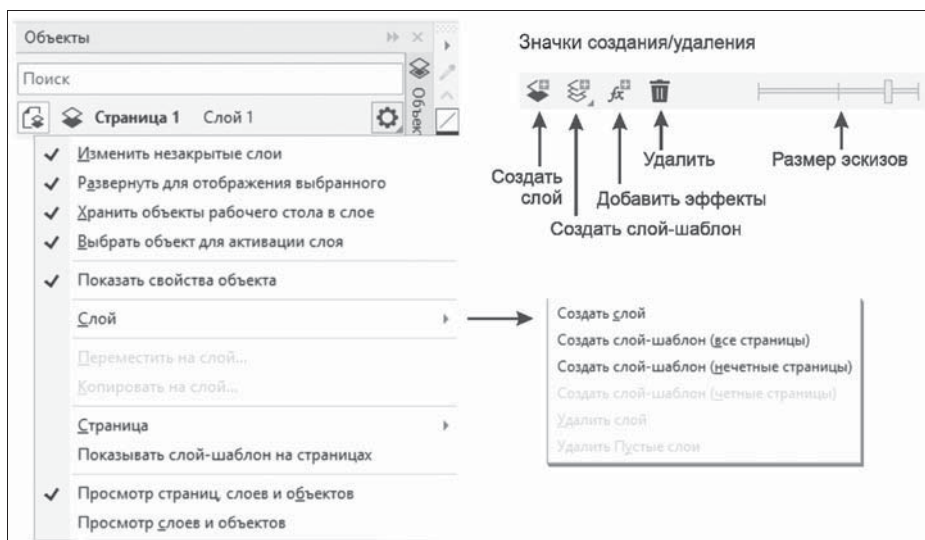 Объекты
Поиск
Страница 1 Слой 1
Объек
Изменить незакрытые слои
Развернуть для отображения выбранного
Хранить объекты рабочего стола в слое
Выбрать объект для активации слоя
Показать свойства объекта
Слой
Переместить на слой...
Копировать на слой...
Страница
Показывать слой-шаблон на страницах
Просмотр страниц, слоев и объектов
Просмотр слоев и объектов
Значки создания/удаления
fx
Удалить
Размер эскизов
Создать
слой
Добавить эффекты
Создать слой-шаблон
Создать слой
Создать слой-шаблон (все страницы)
Создать слой-шаблон (нечетные страницы)
Создать слой-шаблон (четные страницы)
Удалить слой
Удалить Пустые слои